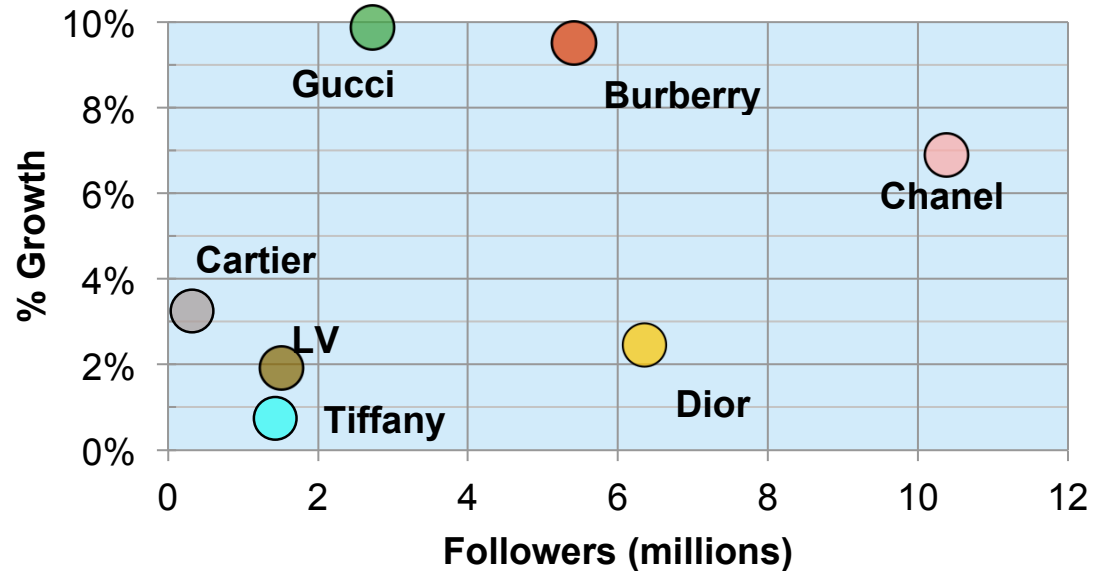 10%
8%
6%
4%
2%
0%
% Growth
Gucci
Burberry
Chanel
Cartier
LV
Tiffany
Dior
0 2 4 6 8 10 12
Followers (millions)